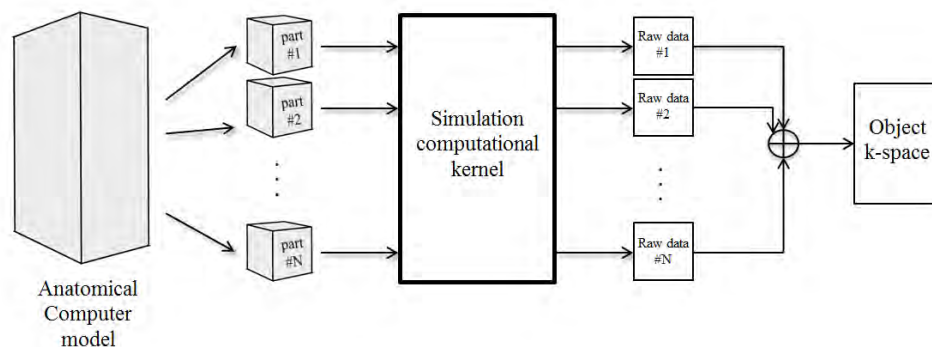 part
#1
part
#2
part
#N
Anatomical
Computer
model
Simulation
computational
kernel
Raw data
#1
Raw data
#2
Raw data
#N
Object
k-space